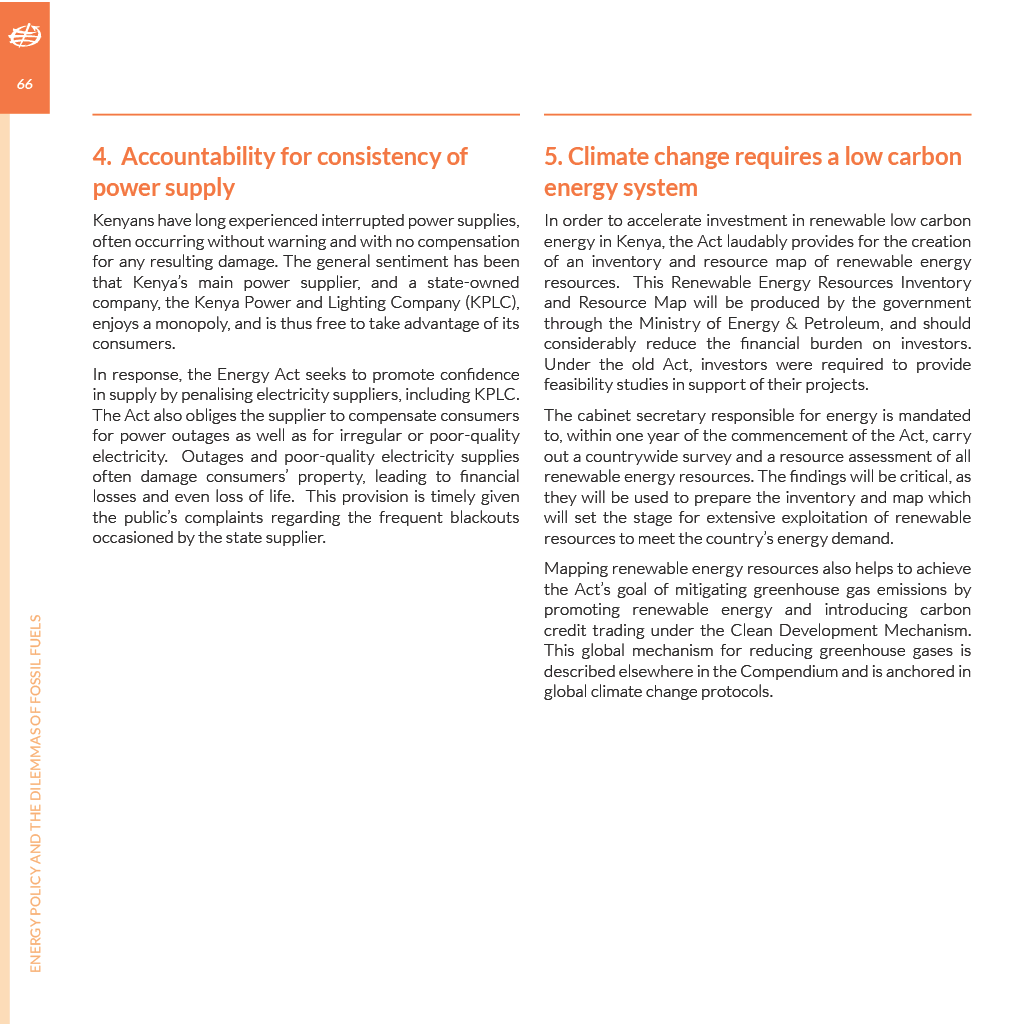 66
4. Accountability for consistency of
power supply
Kenyans have long experienced interrupted power supplies,
often occurring without warning and with no compensation
for any resulting damage. The general sentiment has been
that Kenya’s main power supplier, and a state-owned
company, the Kenya Power and Lighting Company (KPLC),
enjoys a monopoly, and is thus free to take advantage of its
consumers.
In response, the Energy Act seeks to promote confidence
in supply by penalising electricity suppliers, including KPLC.
The Act also obliges the supplier to compensate consumers
for power outages as well as for irregular or poor-quality
electricity. Outages and poor-quality electricity supplies
often damage consumers’ property, leading to financial
losses and even loss of life. This provision is timely given
the public’s complaints regarding the frequent blackouts
occasioned by the state supplier.
5. Climate change requires a low carbon
energy system
In order to accelerate investment in renewable low carbon
energy in Kenya, the Act laudably provides for the creation
of an inventory and resource map of renewable energy
resources. This Renewable Energy Resources Inventory
and Resource Map will be produced by the government
through the Ministry of Energy & Petroleum, and should
considerably reduce the financial burden on investors.
Under the old Act, investors were required to provide
feasibility studies in support of their projects.
The cabinet secretary responsible for energy is mandated
to, within one year of the commencement of the Act, carry
out a countrywide survey and a resource assessment of all
renewable energy resources. The findings will be critical, as
they will be used to prepare the inventory and map which
will set the stage for extensive exploitation of renewable
resources to meet the country’s energy demand.
Mapping renewable energy resources also helps to achieve
the Act’s goal of mitigating greenhouse gas emissions by
promoting renewable energy and introducing carbon
credit trading under the Clean Development Mechanism.
This global mechanism for reducing greenhouse gases is
described elsewhere in the Compendium and is anchored in
global climate change protocols.
ENERGY POLICY AND THE DILEMMAS OF FOSSIL FUELS